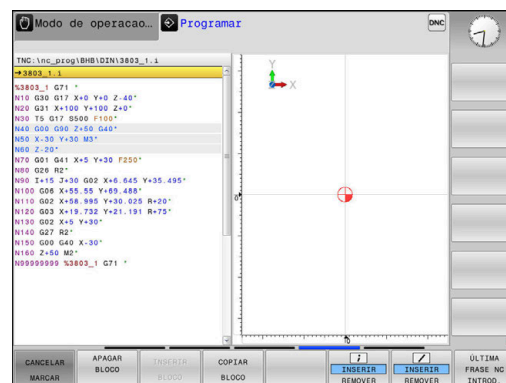 Modo de operacao... Programar DNC
TNC:\nc_prog\BHB\DIN\3803_1.i
→3803_1.i
%3803_1 G71 *
N10 G30 G17 X+0 Y+0 Z-40*
N20 G31 X+100 Y+100 Z+0*
N30 T5 G17 S500 F100*
N40 G00 G90 Z+50 G40*
N50 X-30 Y+30 M3*
N60 Z-20*
N70 G01 G41 X+5 Y+30 F250*
N80 G26 R2*
N90 I+15 J+30 G02 X+6.645 Y+35.495*
N100 G06 X+55.55 Y+69.488*
N110 G02 X+58.995 Y+30.025 R+20*
N120 G03 X+19.732 Y+21.191 R+75*
N130 G02 X+5 Y+30*
N140 G27 R2*
N150 G00 G40 X-30*
N160 Z+50 M2*
N99999999 %3803_1 G71 *
Y
X
0
0
CANCELAR
MARCAR
APAGAR
BLOCO
INSERIR
BLOCO
COPIAR
BLOCO
INSERIR
REMOVER
INSERIR
REMOVER
ÚLTIMA
FRASE NC
INTROD.